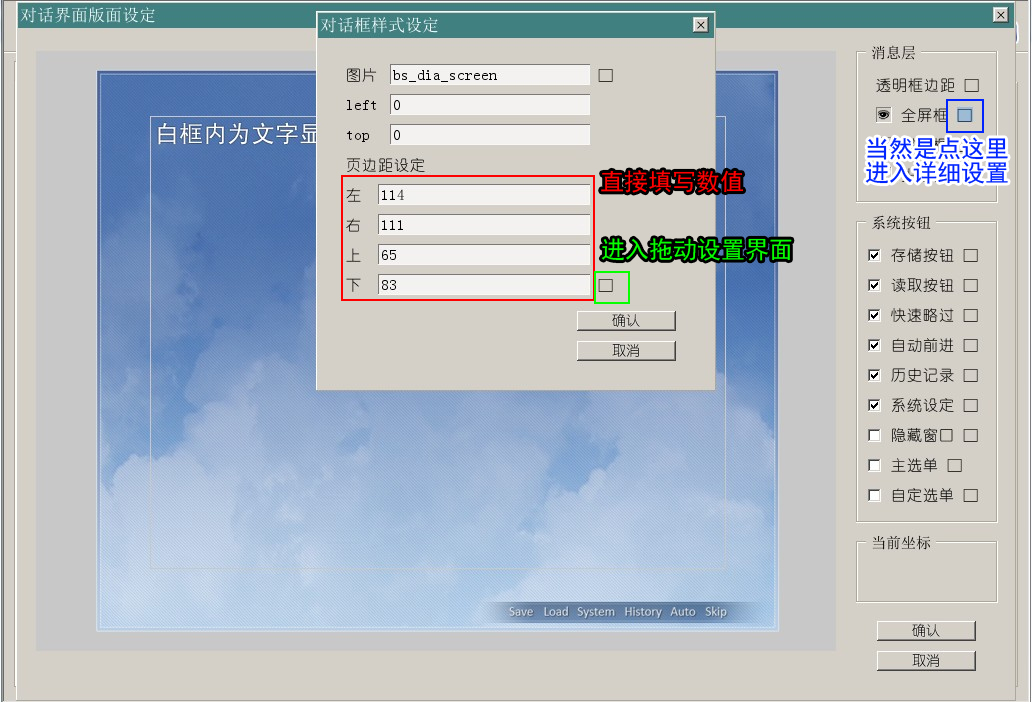 对话界面版面设定
对话框样式设定
图片 bs_dia_screen
left 0
top 0
页边距设定
左 114
右 111
上 65
下 83
确认
取消
直接填写数值
进入拖动设置界面
白框内为文字显
Save Load System History Auto Skip
消息层
透明框边距
全屏框
当然是点这里
进入详细设置
系统按钮
存储按钮
读取按钮
快速略过
自动前进
历史记录
系统设定
隐藏窗口
主选单
自定选单
当前坐标
确认
取消